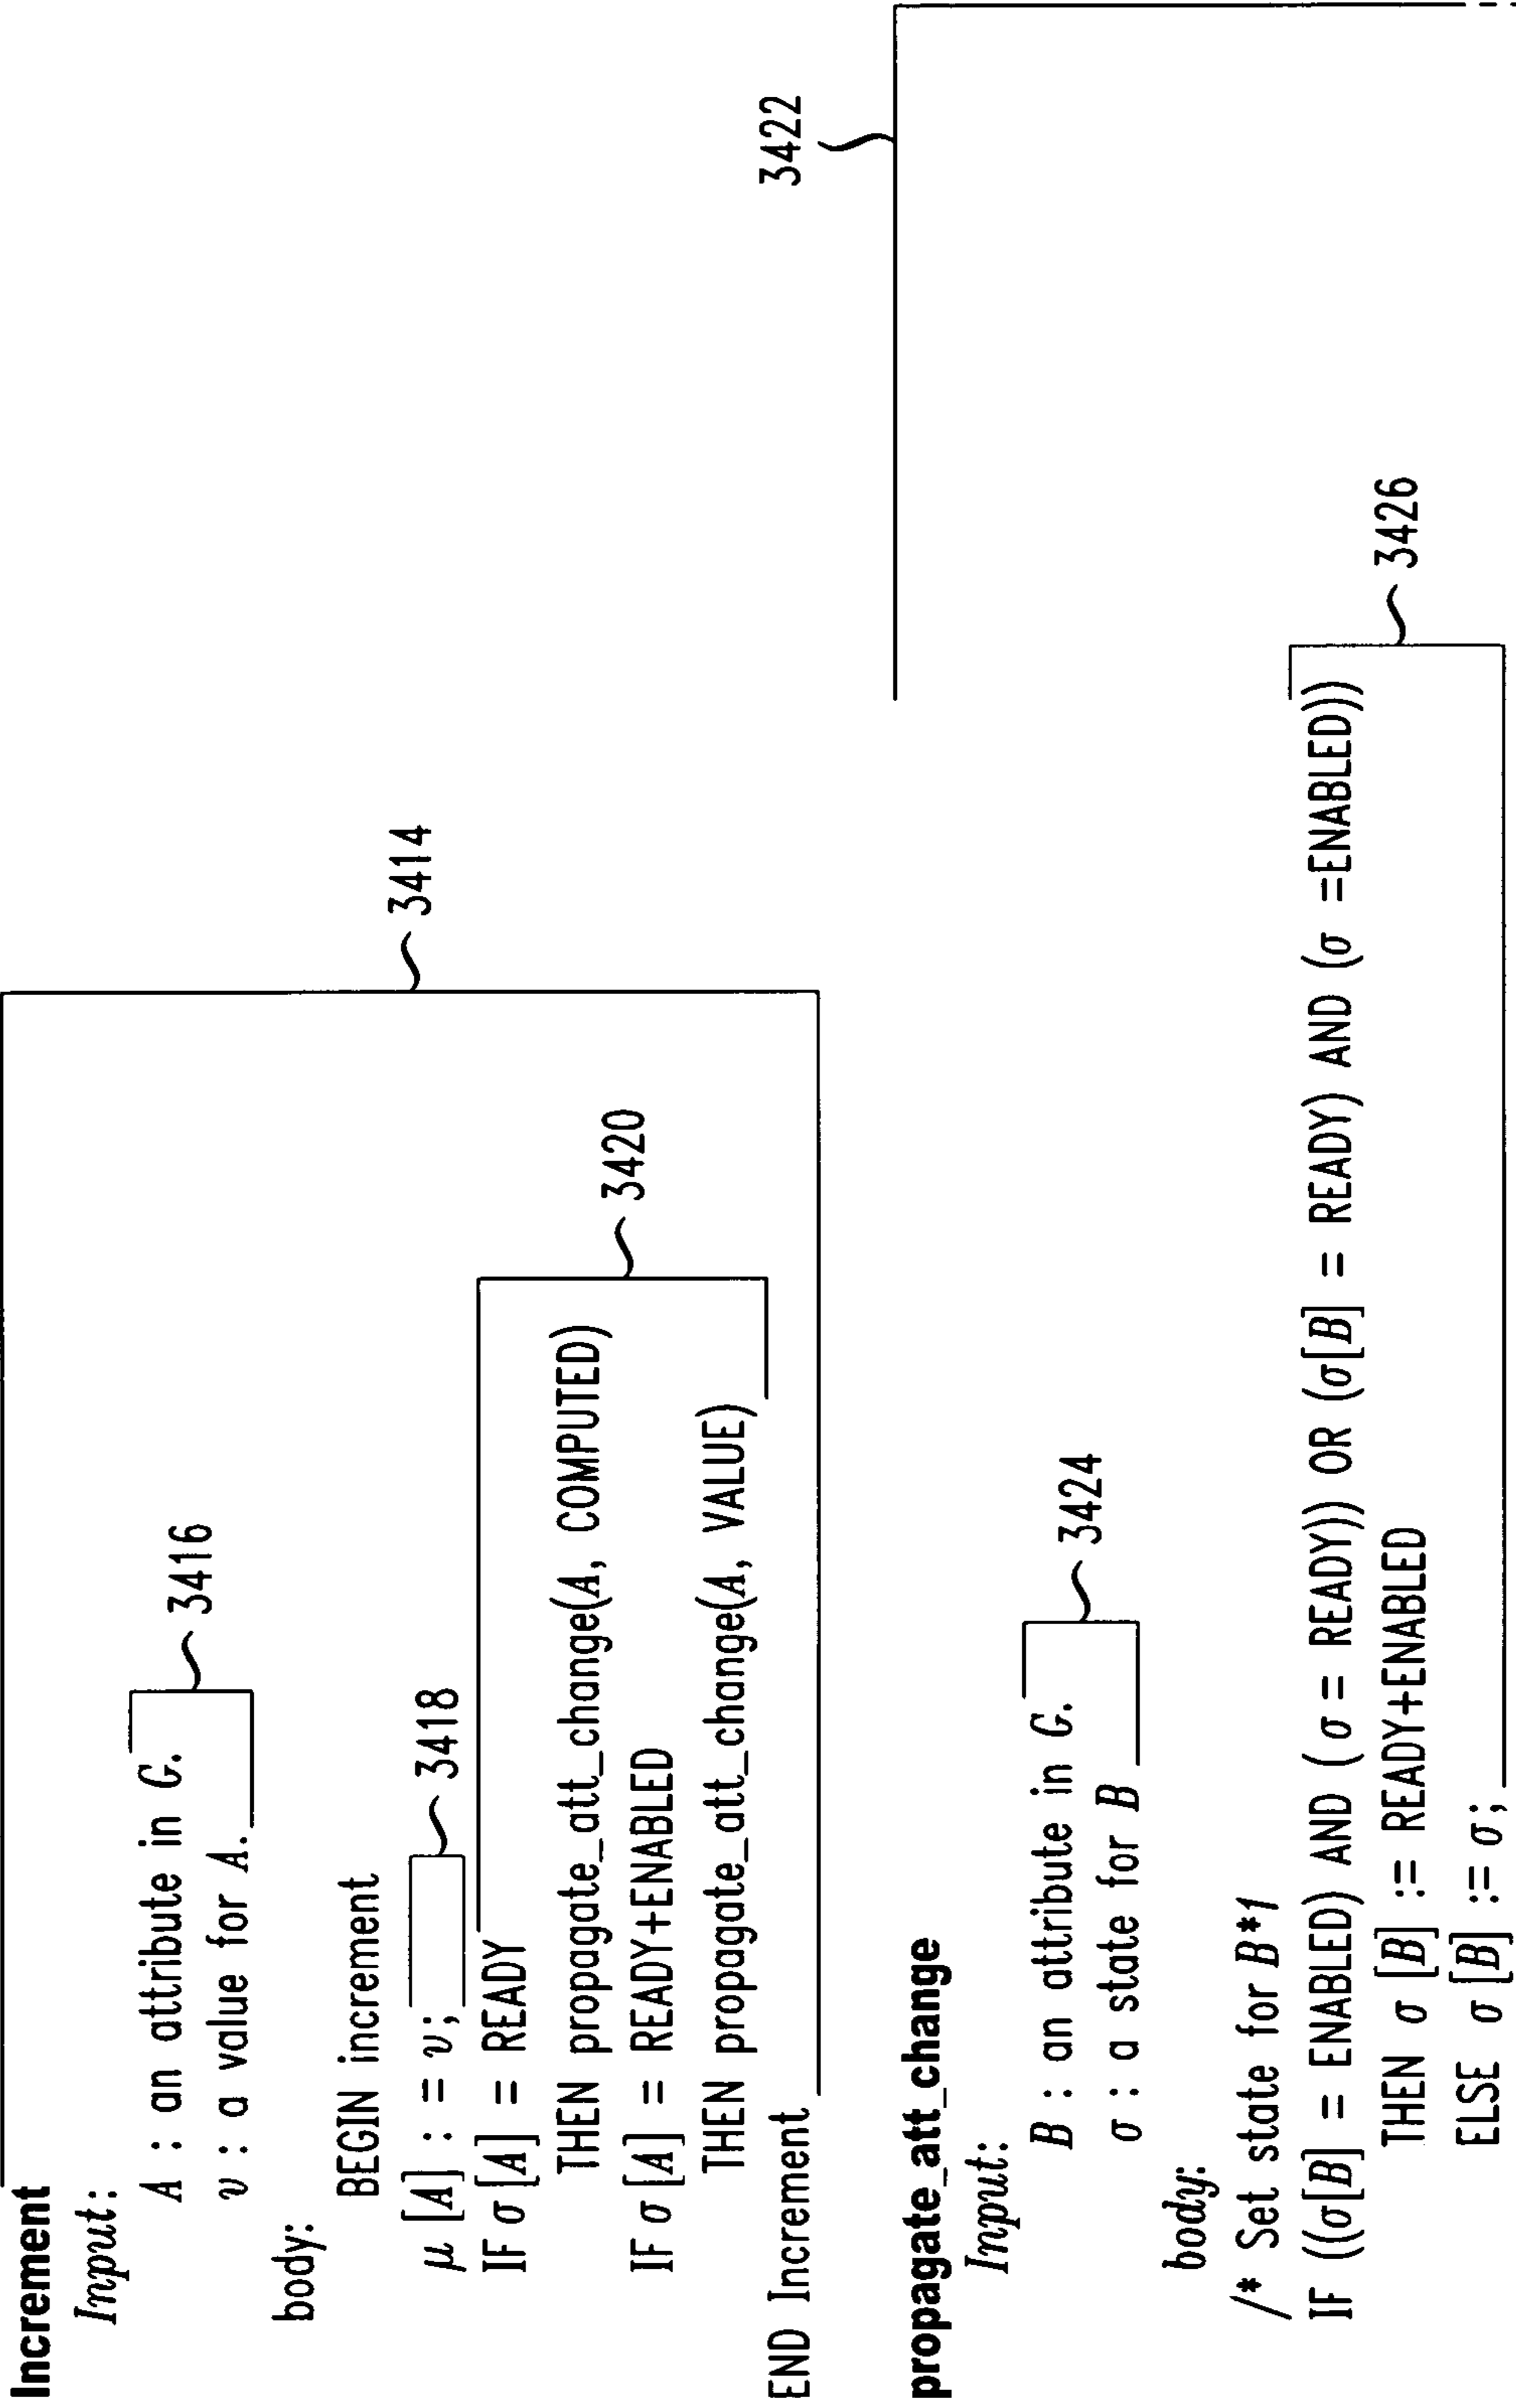 Increment
Input:
A : an attribute in G.
v : a value for A.
3416
body:
BEGIN increment
μ [A] : = v;
3418
IF σ [A] = READY
THEN propagate_att_change(A, COMPUTED)
IF σ [A] = READY+ENABLED
THEN propagate_att_change(A, VALUE)
3420
END Increment
3414
propagate_att_change
3422
Input:
B : an attribute in G.
σ : a state for B
3424
body:
/* Set state for B*1
IF ((σ[B] = ENABLED) AND (σ = READY)) OR (σ[B] = READY) AND (σ =ENABLED))
THEN σ [B] := READY+ENABLED
ELSE σ [B] := σ;
3426